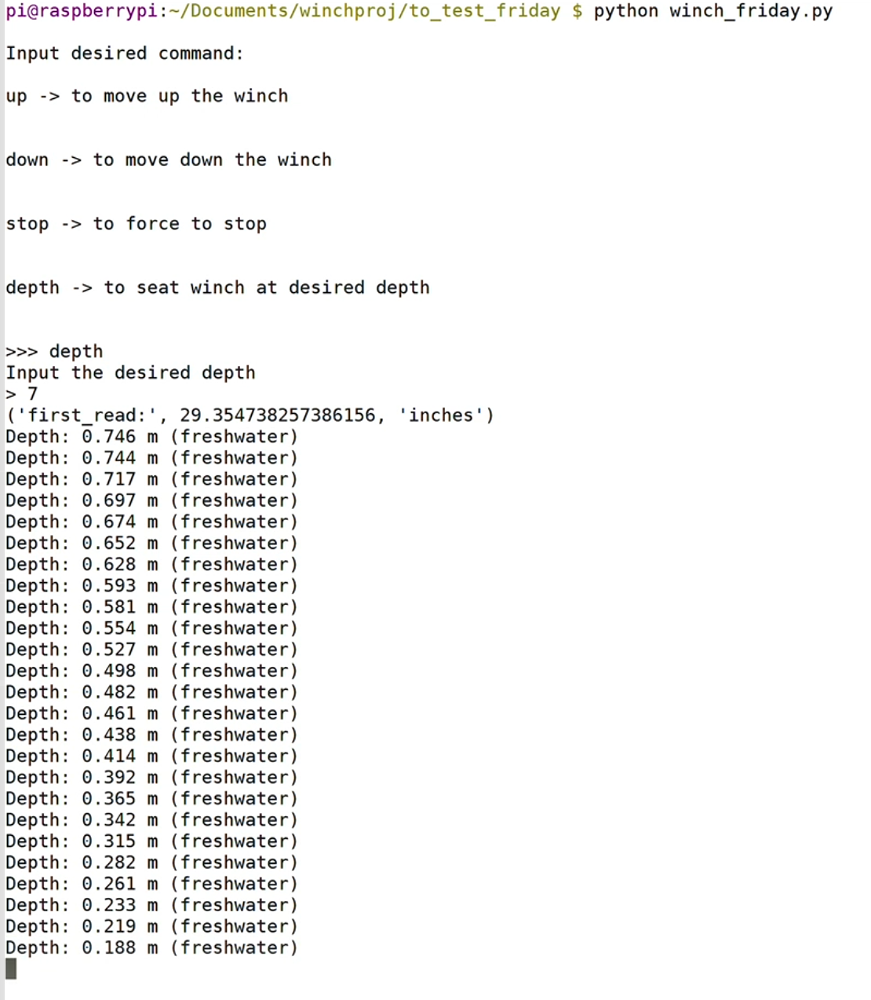 pi@raspberrypi:~/Documents/winchproj/to_test_friday $ python winch_friday.py
Input desired command:
up -> to move up the winch
down -> to move down the winch
stop -> to force to stop
depth -> to seat winch at desired depth
>>> depth
Input the desired depth
> 7
('first_read:', 29.354738257386156, 'inches')
Depth: 0.746 m (freshwater)
Depth: 0.744 m (freshwater)
Depth: 0.717 m (freshwater)
Depth: 0.697 m (freshwater)
Depth: 0.674 m (freshwater)
Depth: 0.652 m (freshwater)
Depth: 0.628 m (freshwater)
Depth: 0.593 m (freshwater)
Depth: 0.581 m (freshwater)
Depth: 0.554 m (freshwater)
Depth: 0.527 m (freshwater)
Depth: 0.498 m (freshwater)
Depth: 0.482 m (freshwater)
Depth: 0.461 m (freshwater)
Depth: 0.438 m (freshwater)
Depth: 0.414 m (freshwater)
Depth: 0.392 m (freshwater)
Depth: 0.365 m (freshwater)
Depth: 0.342 m (freshwater)
Depth: 0.315 m (freshwater)
Depth: 0.282 m (freshwater)
Depth: 0.261 m (freshwater)
Depth: 0.233 m (freshwater)
Depth: 0.219 m (freshwater)
Depth: 0.188 m (freshwater)